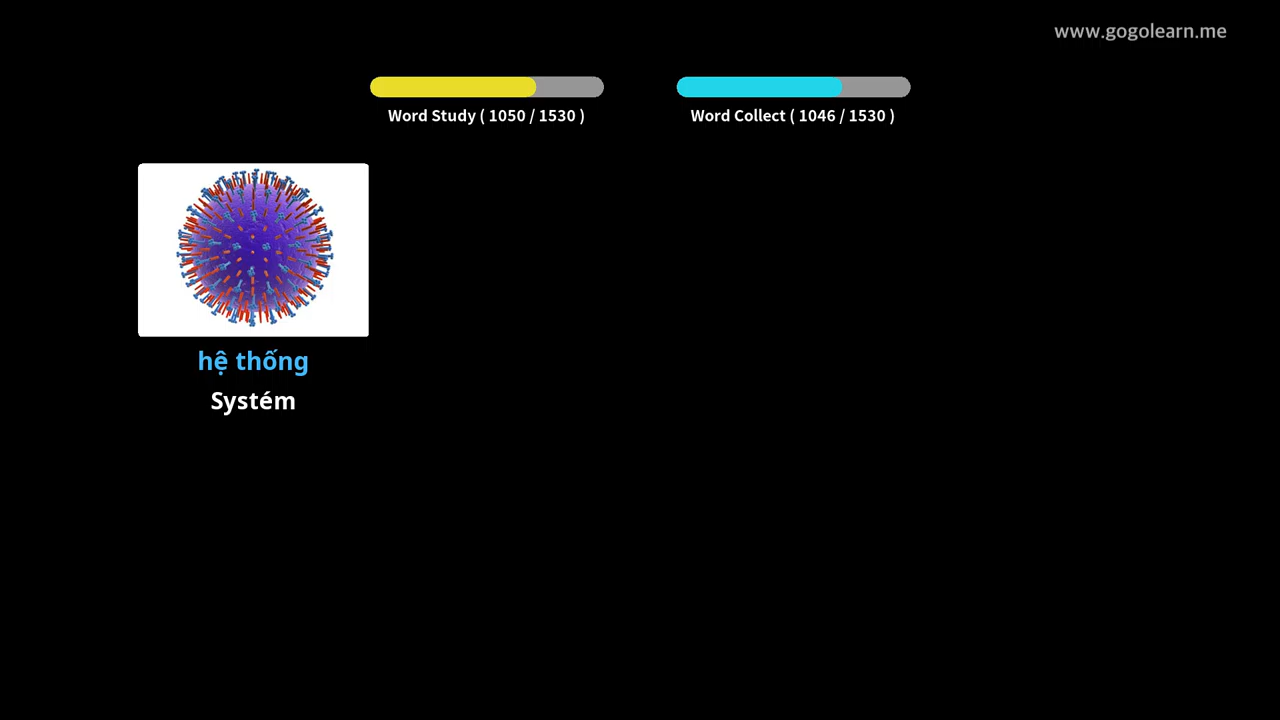 www.gogolearn.me
Word Study ( 1050 / 1530 )
Word Collect ( 1046 / 1530 )
hệ thống
Systém